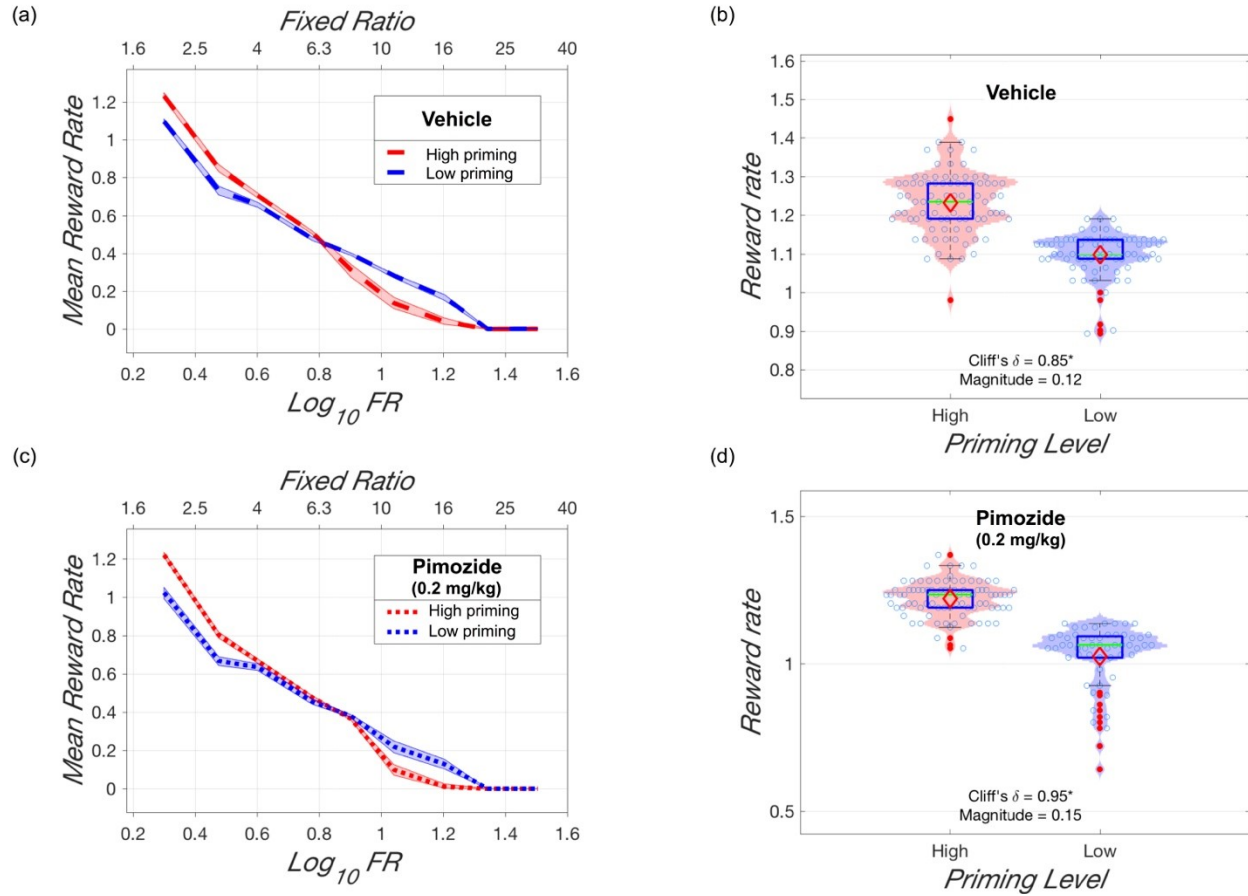 (a)
Fixed Ratio
1.6 2.5 4 6.3 10 16 25 40
Mean Reward Rate
1.2
1
0.8
0.6
0.4
0.2
0
Vehicle
High priming
Low priming
0.2 0.4 0.6 0.8 1 1.2 1.4 1.6
Log10 FR
(b)
Reward rate
1.6
1.5
1.4
1.3
1.2
1.1
1
0.9
0.8
Vehicle
Cliff's δ = 0.85*
Magnitude = 0.12
High Low
Priming Level
(c)
Fixed Ratio
1.6 2.5 4 6.3 10 16 25 40
Mean Reward Rate
1.2
1
0.8
0.6
0.4
0.2
0
Pimozide
(0.2 mg/kg)
High priming
Low priming
0.2 0.4 0.6 0.8 1 1.2 1.4 1.6
Log10 FR
(d)
Reward rate
1.5
1
0.5
Pimozide
(0.2 mg/kg)
Cliff's δ = 0.95*
Magnitude = 0.15
High Low
Priming Level